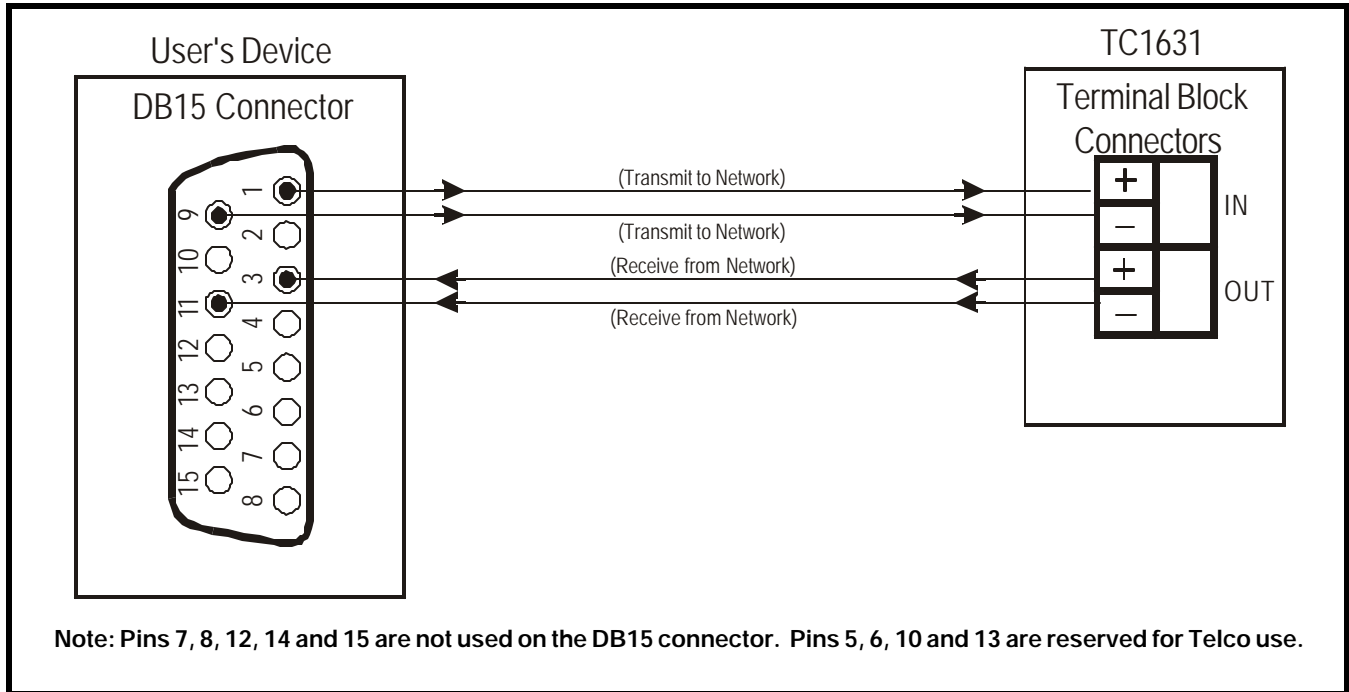 User's Device
DB15 Connector
1
2
3
4
5
6
7
8
9
10
11
12
13
14
15
(Transmit to Network)
(Transmit to Network)
(Receive from Network)
(Receive from Network)
TC1631
Terminal Block
Connectors
+
−
IN
+
−
OUT
Note: Pins 7, 8, 12, 14 and 15 are not used on the DB15 connector. Pins 5, 6, 10 and 13 are reserved for Telco use.